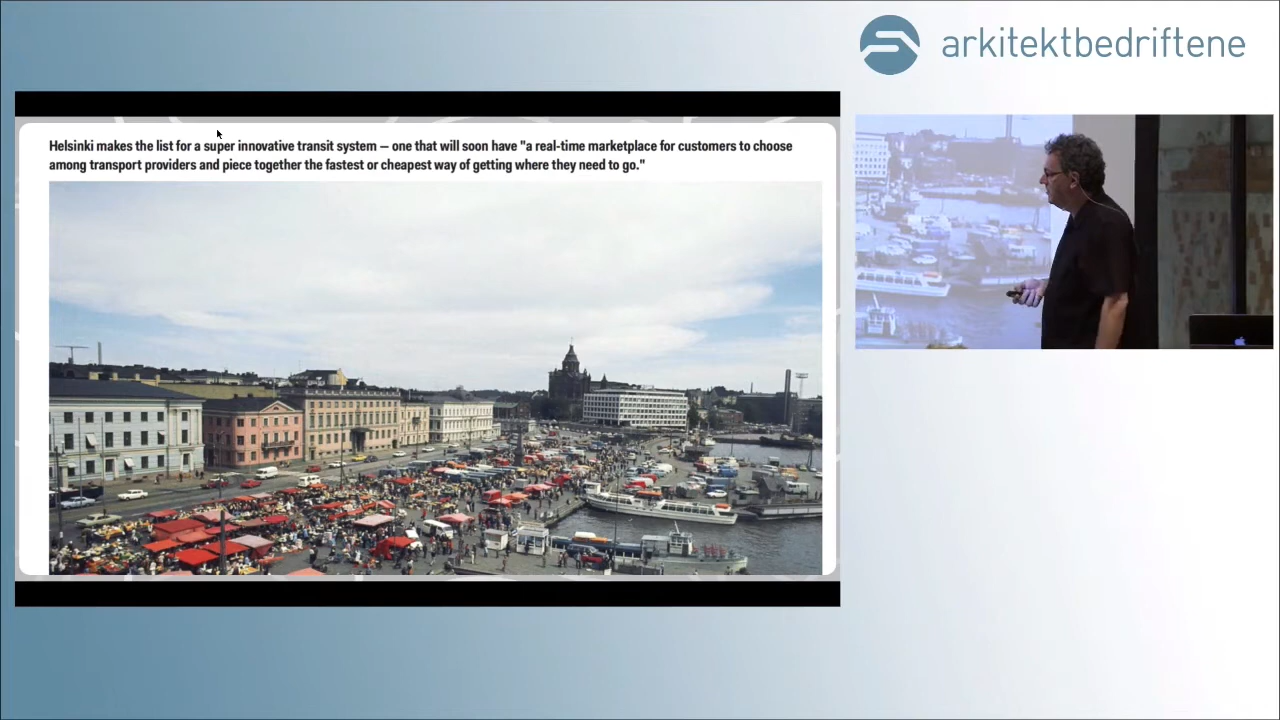 arkitektbedriftene
Helsinki makes the list for a super innovative transit system — one that will soon have "a real-time marketplace for customers to choose
among transport providers and piece together the fastest or cheapest way of getting where they need to go."